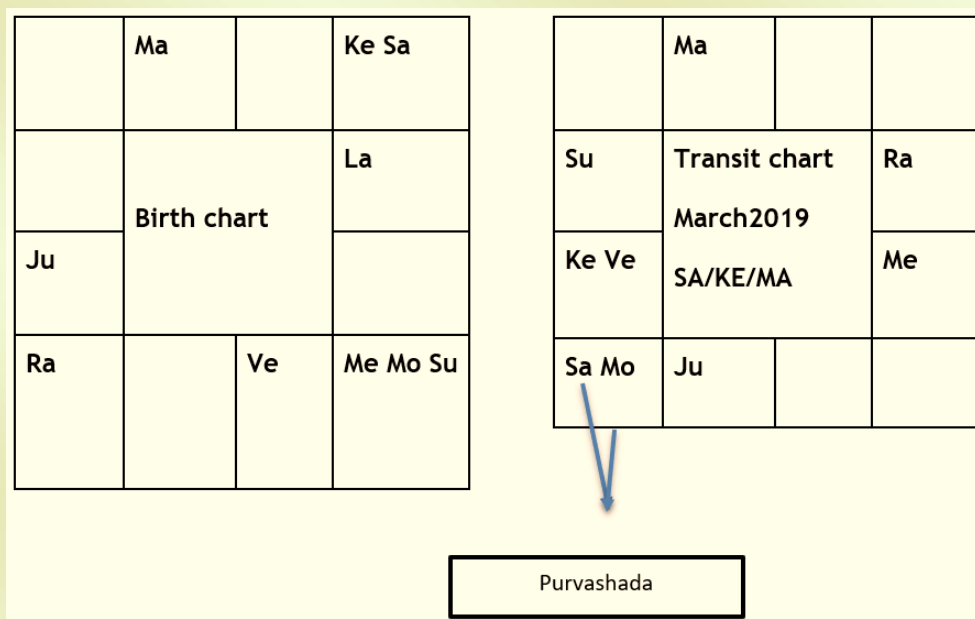 Ma
Ke Sa
La
Birth chart
Ju
Ra
Ve
Me Mo Su
Ma
Su
Transit chart
Ra
March2019
Ke Ve
Me
SA/KE/MA
Sa Mo
Ju
Purvashada